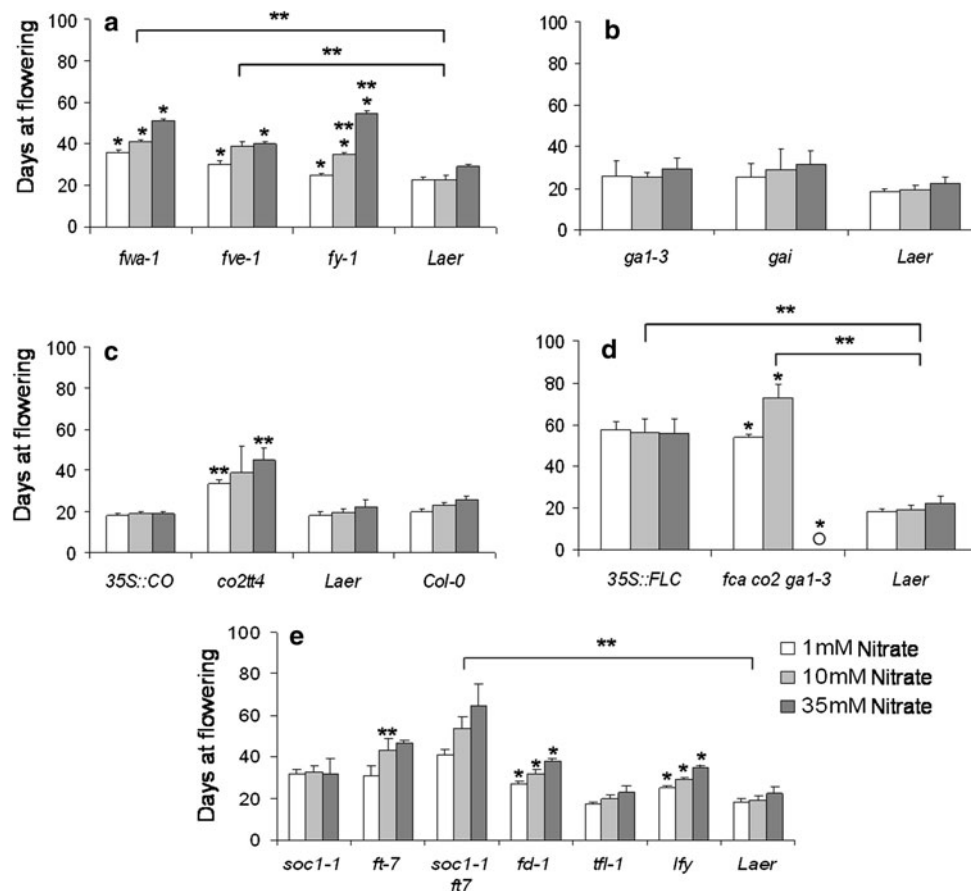 a
**
**
Days at flowering
100
80
60
40
20
0
* * *
* *
* ** * ** *
fwa-1 fve-1 fy-1 Laer
b
100
80
60
40
20
0
ga1-3 gai Laer
c
Days at flowering
100
80
60
40
20
0
** **
35S::CO co2tt4 Laer Col-0
d
**
**
100
80
60
40
20
0
* * *
35S::FLC fca co2 ga1-3 Laer
e
**
Days at flowering
100
80
60
40
20
0
**
* * *
* * *
soc1-1 ft-7 soc1-1 ft7 fd-1 tfl-1 lfy Laer
1mM Nitrate
10mM Nitrate
35mM Nitrate